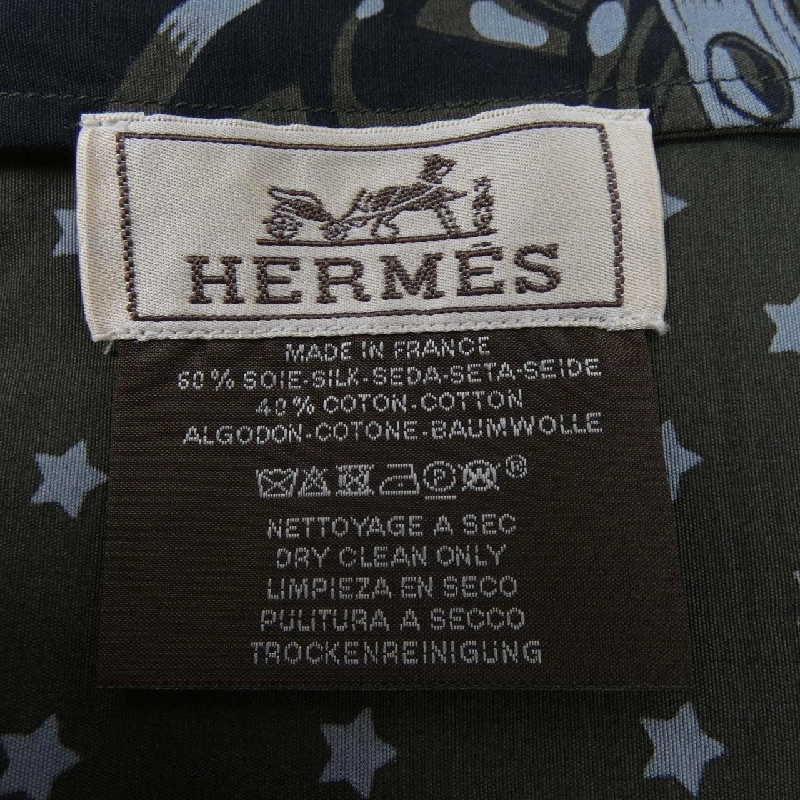 HERMÈS
MADE IN FRANCE
60% SOIE-SILK-SEDA-SETA-SEIDE
40% COTON-COTTON
ALGODON-COTONE-BAUMWOLLE
P ®
NETTOYAGE A SEC
DRY CLEAN ONLY
LIMPIEZA EN SECO
PULITURA A SECCO
TROCKENREINIGUNG